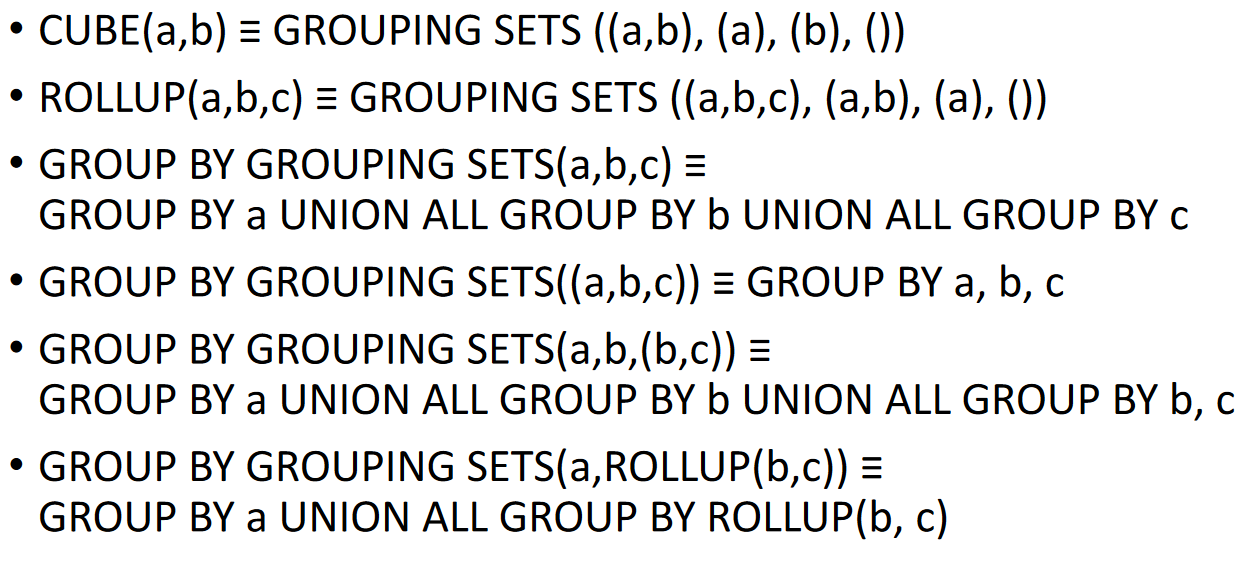 • CUBE(a,b) ≡ GROUPING SETS ((a,b), (a), (b), ())
• ROLLUP(a,b,c) ≡ GROUPING SETS ((a,b,c), (a,b), (a), ())
• GROUP BY GROUPING SETS(a,b,c) ≡
GROUP BY a UNION ALL GROUP BY b UNION ALL GROUP BY c
• GROUP BY GROUPING SETS((a,b,c)) ≡ GROUP BY a, b, c
• GROUP BY GROUPING SETS(a,b,(b,c)) ≡
GROUP BY a UNION ALL GROUP BY b UNION ALL GROUP BY b, c
• GROUP BY GROUPING SETS(a,ROLLUP(b,c)) ≡
GROUP BY a UNION ALL GROUP BY ROLLUP(b, c)